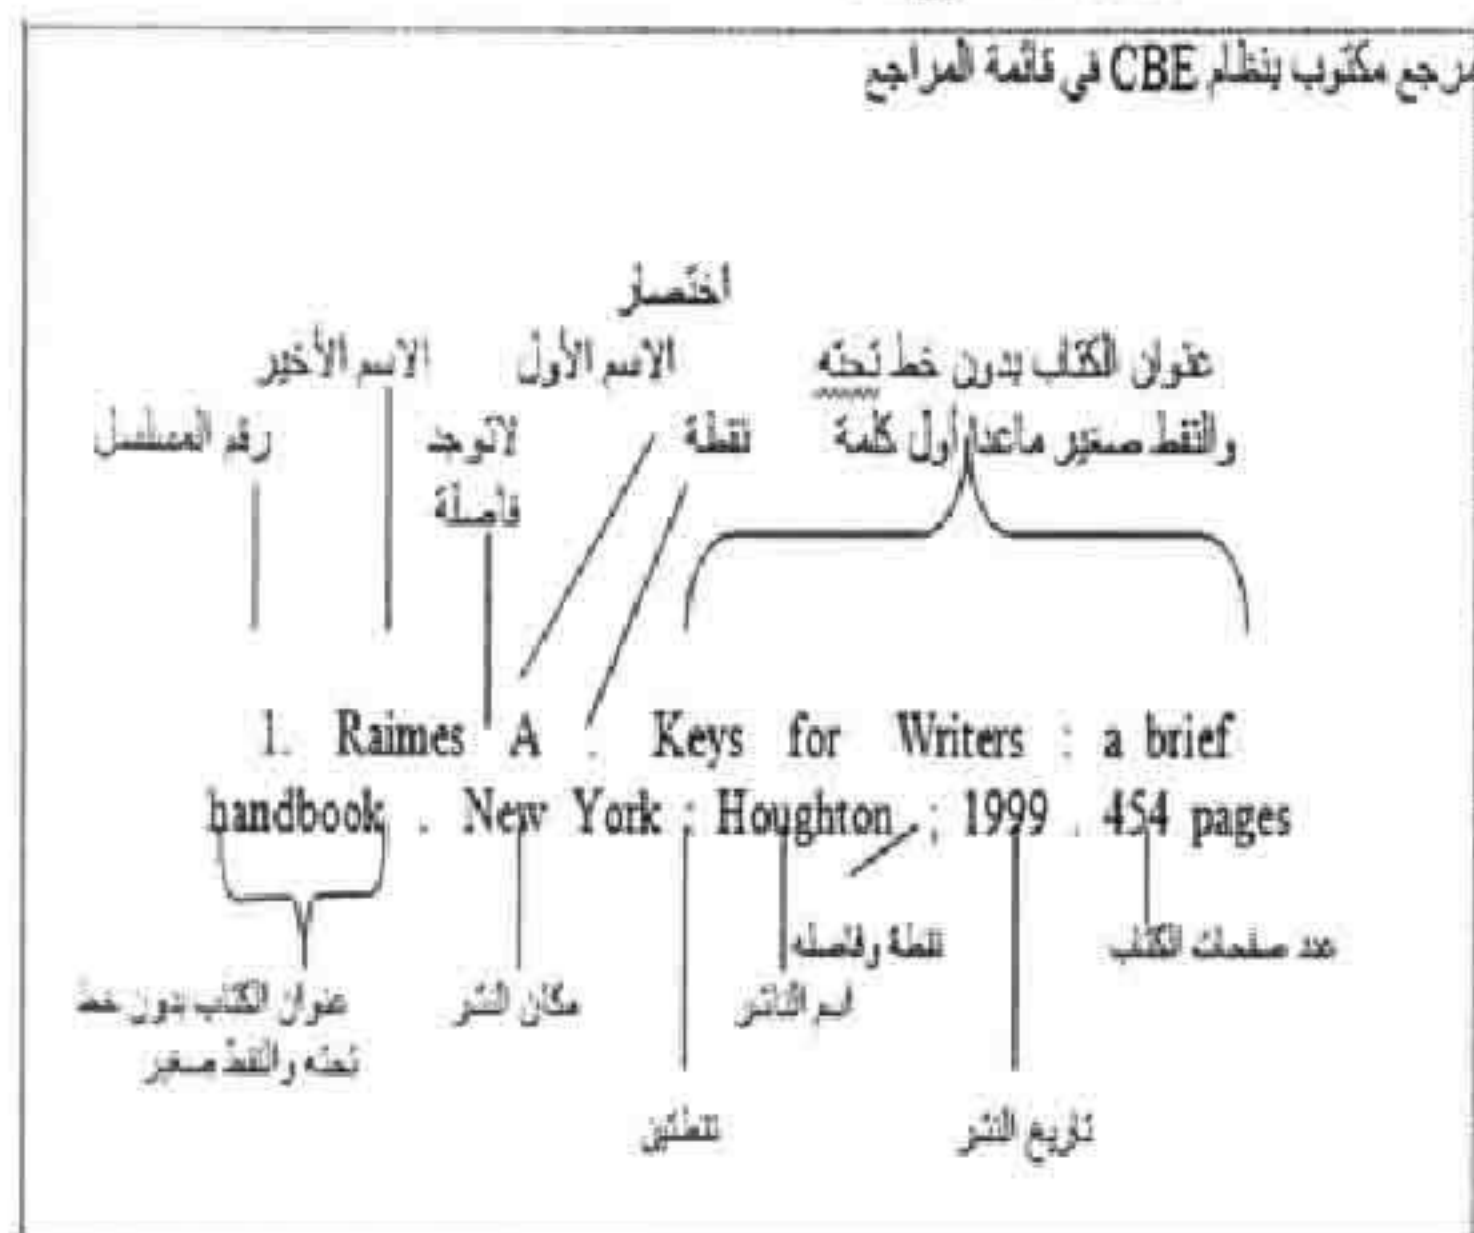 مرجع مكتوب بنظام CBE في قائمة المراجع
أختصار
الاسم الأخير
الاسم الأول
عنوان الكتاب بدون خط تحته
رقم المسلسل
لاتوجد
نقطة
والنقط صغير ماعدا أول كلمة
فاصلة
1. Raimes A . Keys for Writers : a brief
handbook . New York : Houghton ; 1999 . 454 pages
نقطة وفاصله
عدد صفحات الكتاب
عنوان الكتاب بدون خط
مكان النشر
اسم الناشر
تحته والنقط صغير
نقطتين
تاريخ النشر